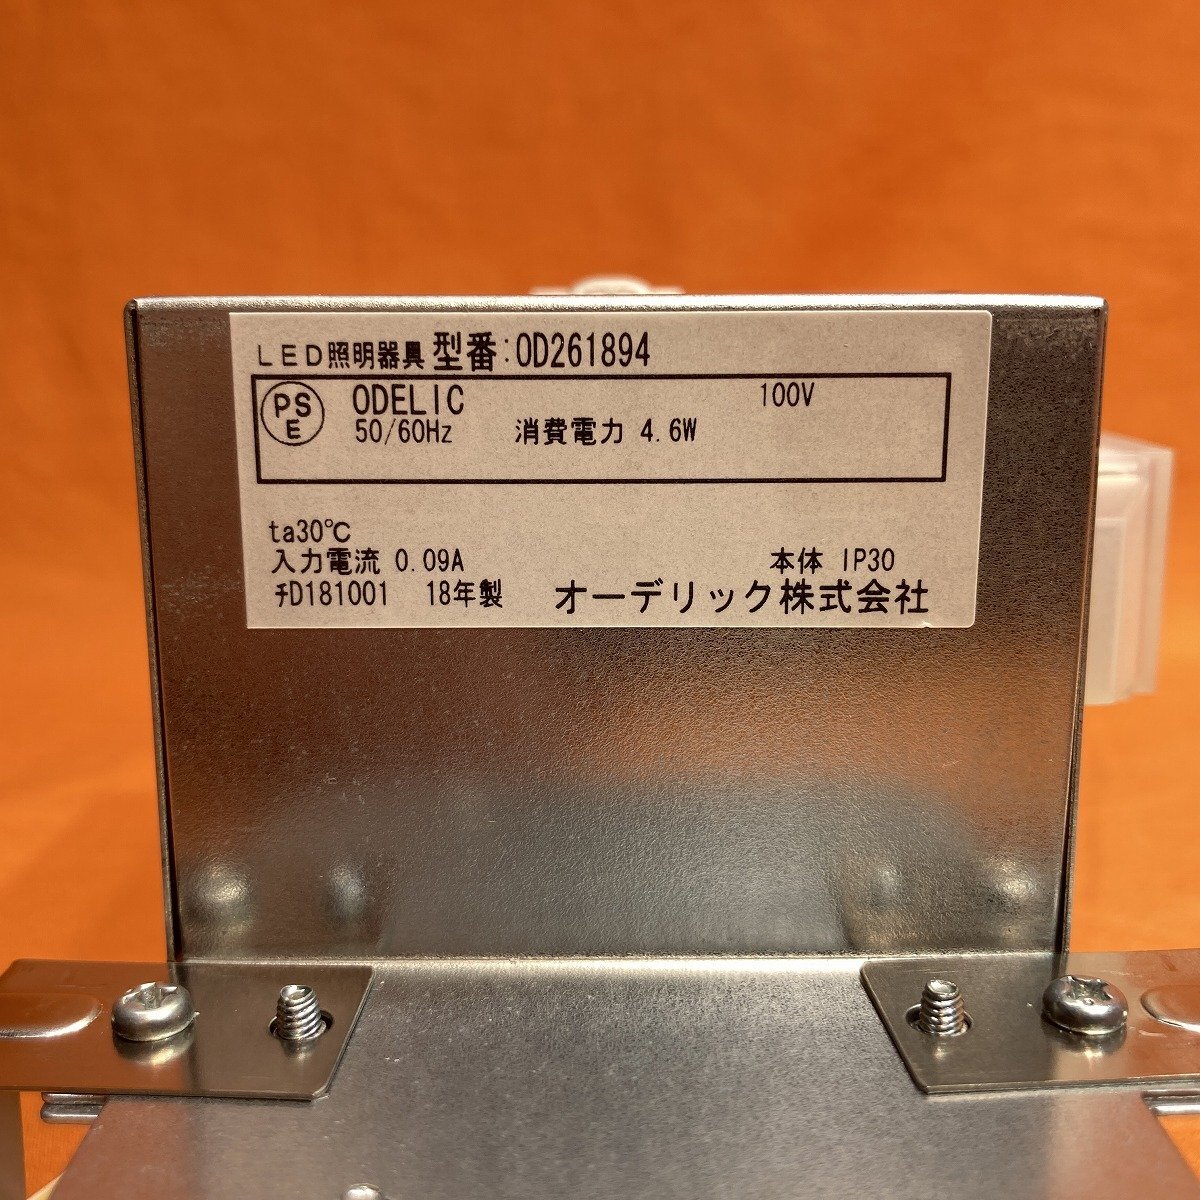 LED照明器具 型番:OD261894
PSE ODELIC 100V
50/60Hz 消費電力 4.6W
ta30℃
入力電流 0.09A 本体 IP30
ﾁD181001 18年製 オーデリック株式会社